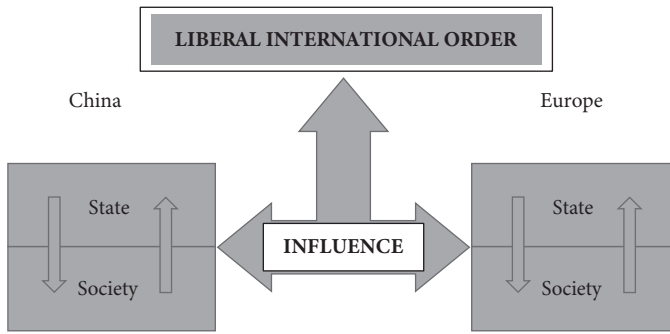 LIBERAL INTERNATIONAL ORDER
China
Europe
State
State
INFLUENCE
Society
Society